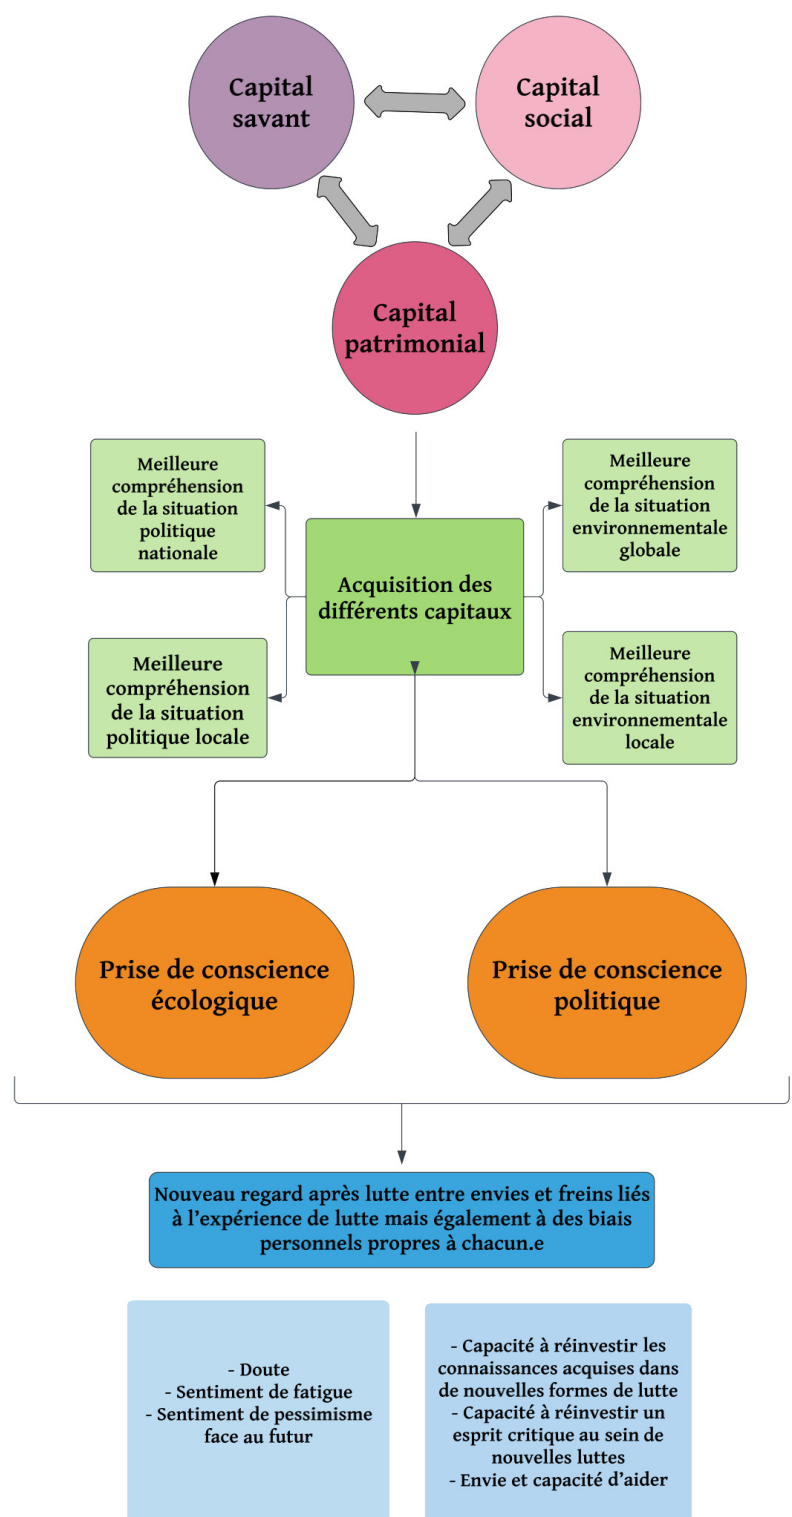 Capital
savant
Capital
social
Capital
patrimonial
Meilleure
compréhension
de la situation
politique
nationale
Meilleure
compréhension
de la situation
environnementale
globale
Acquisition des
différents capitaux
Meilleure
compréhension
de la situation
politique locale
Meilleure
compréhension
de la situation
environnementale
locale
Prise de conscience
écologique
Prise de conscience
politique
Nouveau regard après lutte entre envies et freins liés
à l'expérience de lutte mais également à des biais
personnels propres à chacun.e
- Doute
- Sentiment de fatigue
- Sentiment de pessimisme
face au futur
- Capacité à réinvestir les
connaissances acquises dans
de nouvelles formes de lutte
- Capacité à réinvestir un
esprit critique au sein de
nouvelles luttes
- Envie et capacité d'aider